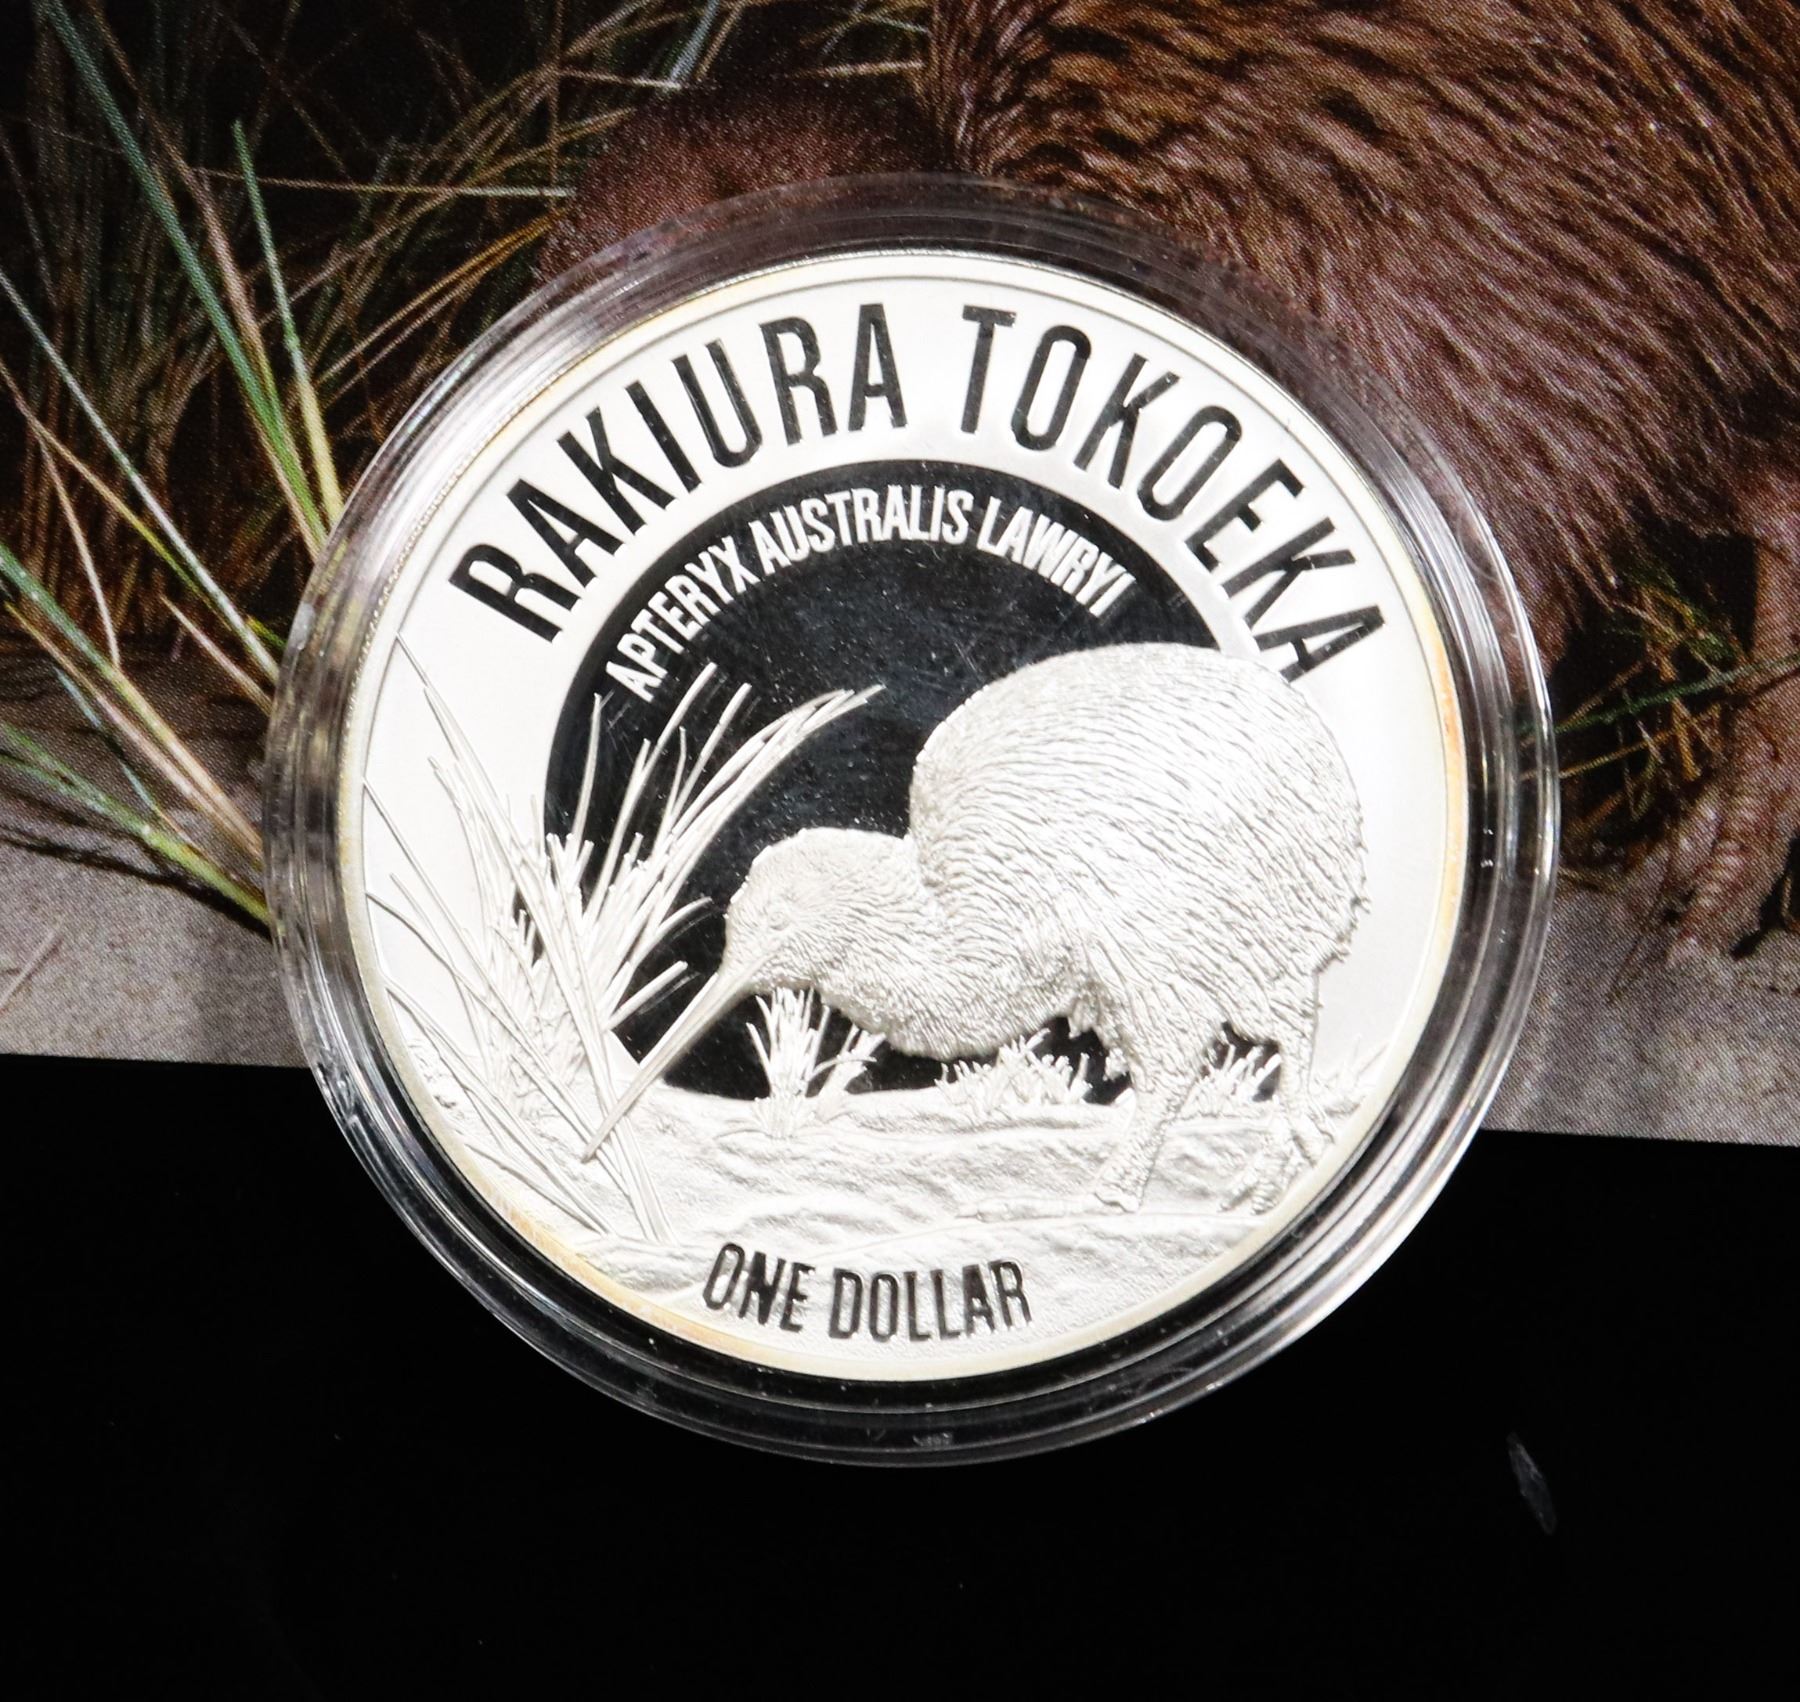 RAKIURA TOKOEKA
APTERYX AUSTRALIS LAWRYI
ONE DOLLAR